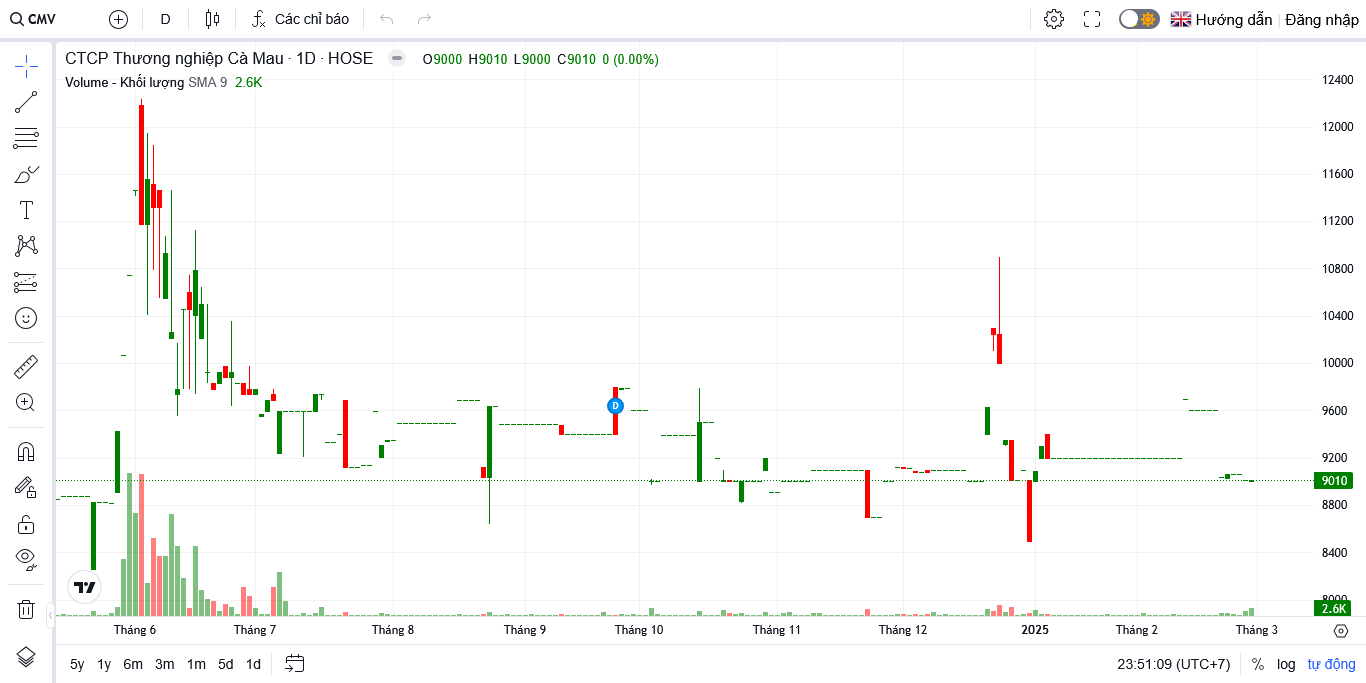 CMV D Các chỉ báo Hướng dẫn Đăng nhập
CTCP Thương nghiệp Cà Mau · 1D · HOSE O9000 H9010 L9000 C9010 0 (0.00%)
Volume - Khối lượng SMA 9 2.6K
12400
12000
11600
11200
10800
10400
10000
9600
D
9200
9010
8800
8400
8000
2.6K
Tháng 6 Tháng 7 Tháng 8 Tháng 9 Tháng 10 Tháng 11 Tháng 12 2025 Tháng 2 Tháng 3
5y 1y 6m 3m 1m 5d 1d 23:51:09 (UTC+7) % log tự động